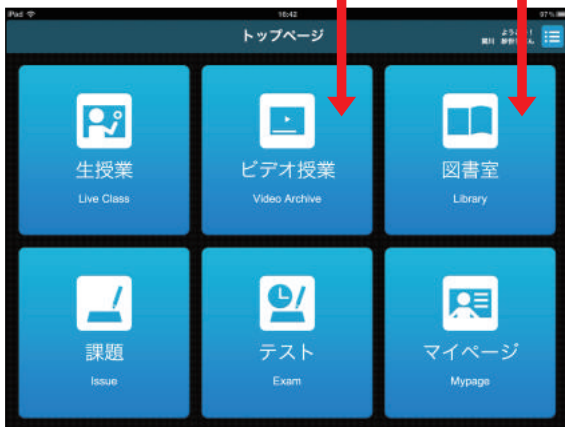 iPad 16:42 97%
トップページ
生授業
Live Class
ビデオ授業
Video Archive
図書室
Library
課題
Issue
テスト
Exam
マイページ
Mypage